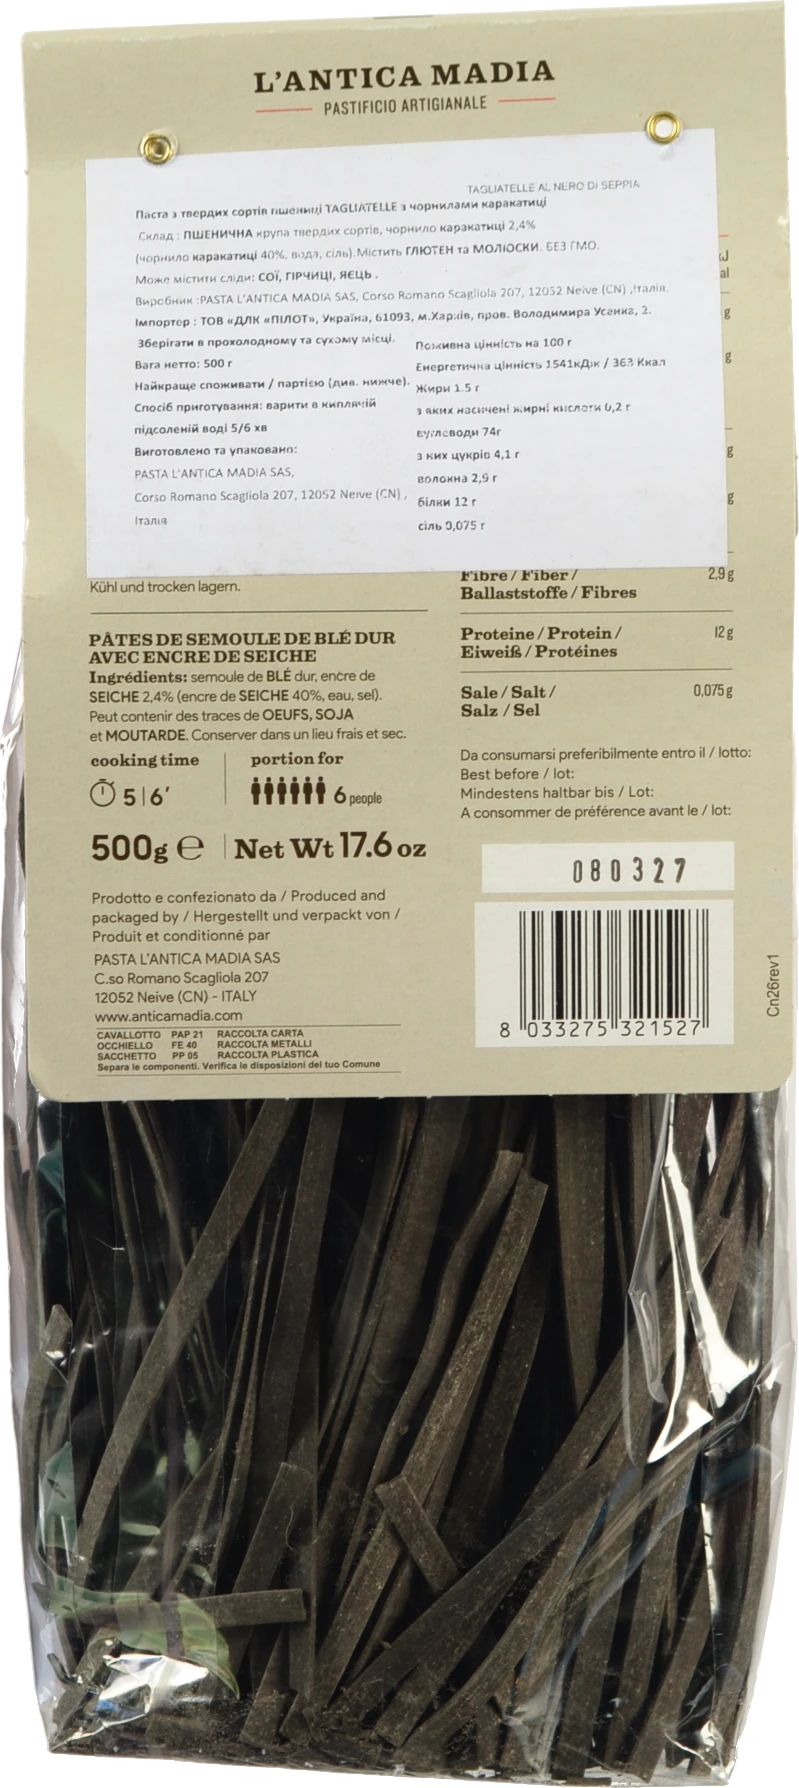 L'ANTICA MADIA
PASTIFICIO ARTIGIANALE
TAGLIATELLE AL NERO DI SEPPIA
Паста з твердих сортів пшениці TAGLIATELLE з чорнилами каракатиці
Склад : ПШЕНИЧНА крупа твердих сортів, чорнило каракатиці 2,4%
(чорнило каракатиці 40%, вода, сіль).Містить ГЛЮТЕН та МОЛЮСКИ. БЕЗ ГМО.
Може містити сліди: СОЇ, ГІРЧИЦІ, ЯЄЦЬ .
Виробник :PASTA L'ANTICA MADIA SAS, Corso Romano Scagliola 207, 12052 Neive (CN) ,Італія.
Імпортер : ТОВ «ДЛК «ПІЛОТ», Україна, 61093, м.Харків, пров. Володимира Усенка, 2.
Зберігати в прохолодному та сухому місці.
Вага нетто: 500 г
Найкраще споживати / партією (див. нижче).
Спосіб приготування: варити в киплячій
підсоленій воді 5/6 хв
Виготовлено та упаковано:
PASTA L'ANTICA MADIA SAS,
Corso Romano Scagliola 207, 12052 Neive (CN) ,
Італія
Поживна цінність на 100 г
Енергетична цінність 1541кДж / 363 Ккал
Жири 1.5 г
з яких насичені жирні кислоти 0,2 г
вуглеводи 74г
з них цукрів 4,1 г
волокна 2,9 г
білки 12 г
сіль 0,075 г
kJ
al
g
g
g
g
Kühl und trocken lagern.
PÂTES DE SEMOULE DE BLÉ DUR
AVEC ENCRE DE SEICHE
Ingrédients: semoule de BLÉ dur, encre de
SEICHE 2,4% (encre de SEICHE 40%, eau, sel).
Peut contenir des traces de OEUFS, SOJA
et MOUTARDE. Conserver dans un lieu frais et sec.
cooking time
5|6'
portion for
6 people
500g ℮ | Net Wt 17.6 oz
Prodotto e confezionato da / Produced and
packaged by / Hergestellt und verpackt von /
Produit et conditionné par
PASTA L'ANTICA MADIA SAS
C.so Romano Scagliola 207
12052 Neive (CN) - ITALY
www.anticamadia.com
CAVALLOTTO PAP 21 RACCOLTA CARTA
OCCHIELLO FE 40 RACCOLTA METALLI
SACCHETTO PP 05 RACCOLTA PLASTICA
Separa le componenti. Verifica le disposizioni del tuo Comune
Fibre / Fiber / 2,9 g
Ballaststoffe / Fibres
Proteine / Protein / 12 g
Eiweiß / Protéines
Sale / Salt / 0,075 g
Salz / Sel
Da consumarsi preferibilmente entro il / lotto:
Best before / lot:
Mindestens haltbar bis / Lot:
A consommer de préférence avant le / lot:
080327
8 033275 321527
Cn26rev1